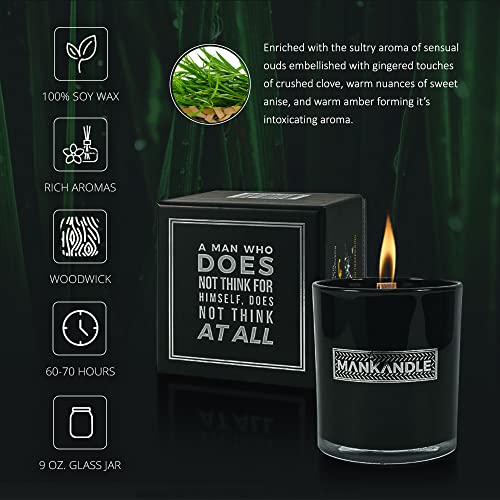 Enriched with the sultry aroma of sensual
ouds embellished with gingered touches
of crushed clove, warm nuances of sweet
anise, and warm amber forming it's
intoxicating aroma.
100% SOY WAX
RICH AROMAS
WOODWICK
60-70 HOURS
9 OZ. GLASS JAR
A MAN WHO
DOES
NOT THINK FOR
HIMSELF, DOES
NOT THINK
AT ALL
MANKANDLE